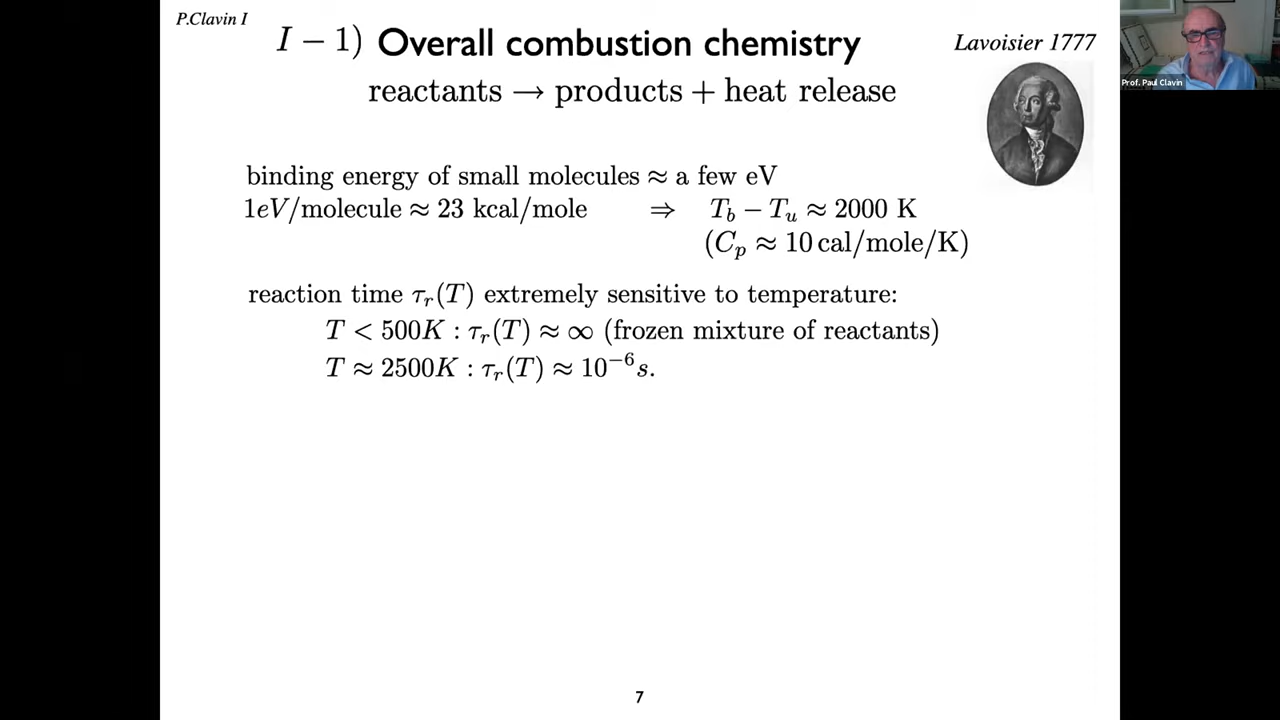 P.Clavin I
I − 1) Overall combustion chemistry
Lavoisier 1777
Prof. Paul Clavin
reactants → products + heat release
binding energy of small molecules ≈ a few eV
1eV/molecule ≈ 23 kcal/mole ⇒ T_b − T_u ≈ 2000 K
(C_p ≈ 10 cal/mole/K)
reaction time τ_r(T) extremely sensitive to temperature:
T < 500K : τ_r(T) ≈ ∞ (frozen mixture of reactants)
T ≈ 2500K : τ_r(T) ≈ 10⁻⁶s.
7